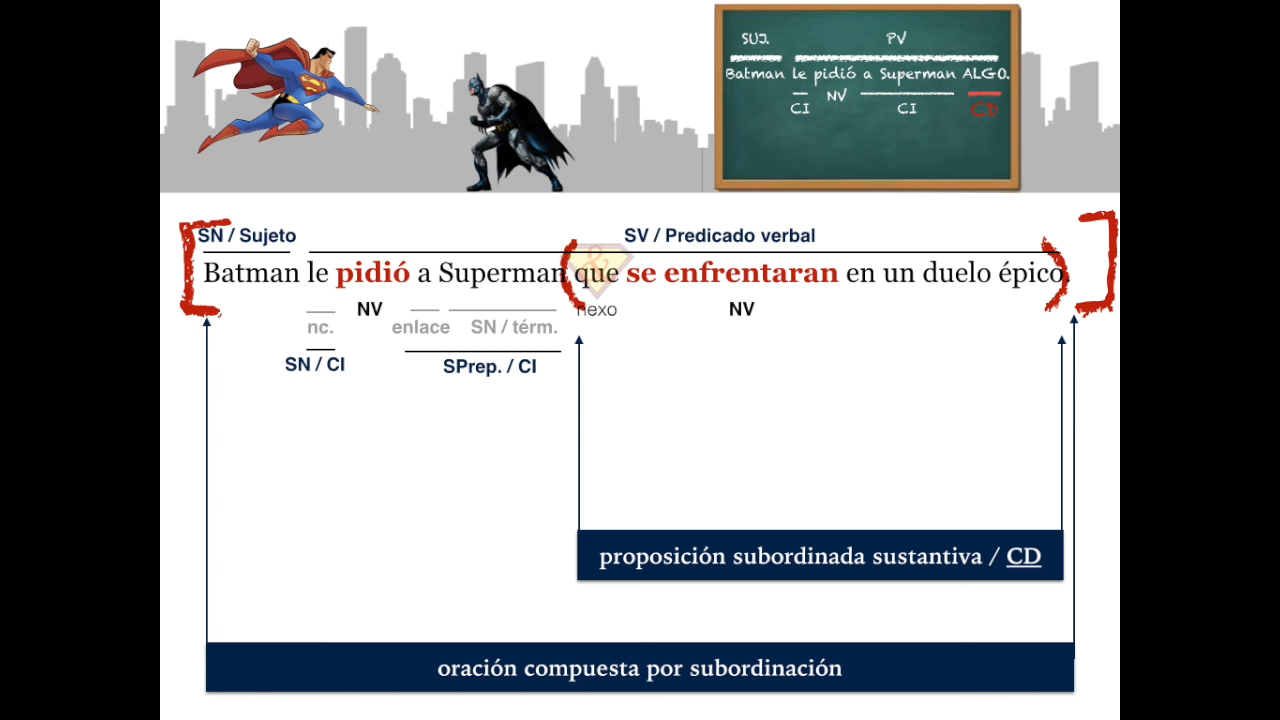 SUJ. PV
Batman le pidió a Superman ALGO.
CI NV CI CD
SN / Sujeto SV / Predicado verbal
Batman le pidió a Superman que se enfrentaran en un duelo épico.
NV nexo NV
nc. enlace SN / térm.
SN / CI SPrep. / CI
proposición subordinada sustantiva / CD
oración compuesta por subordinación